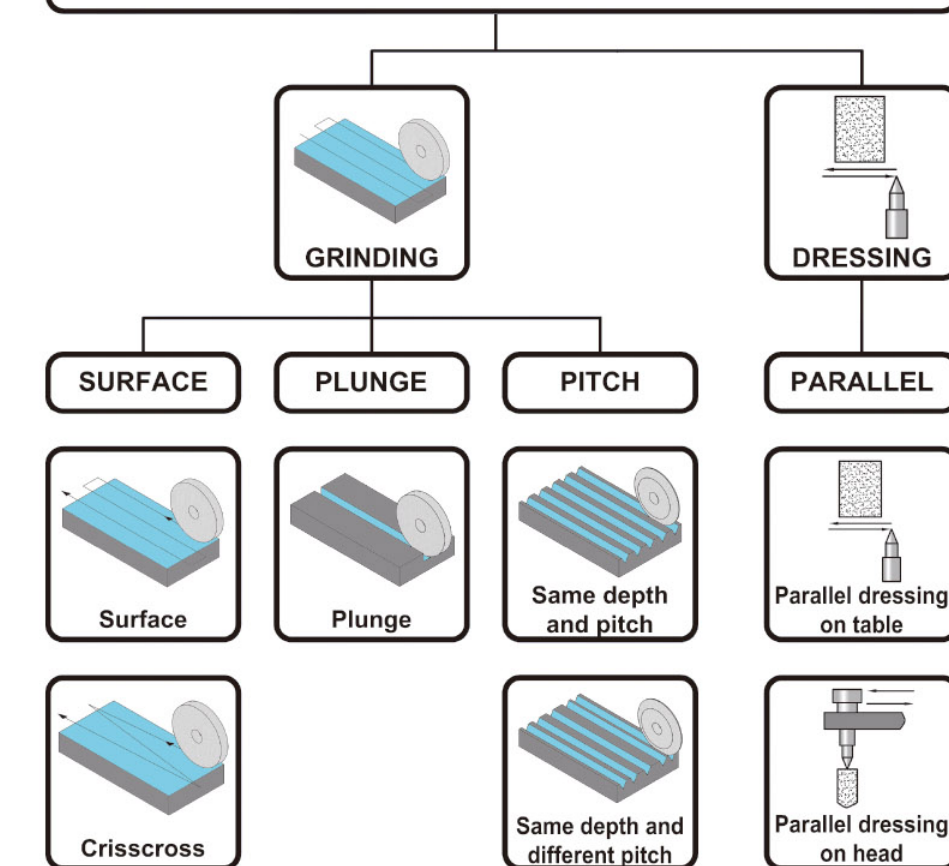 GRINDING
DRESSING
SURFACE
PLUNGE
PITCH
PARALLEL
Surface
Plunge
Same depth
and pitch
Parallel dressing
on table
Crisscross
Same depth and
different pitch
Parallel dressing
on head